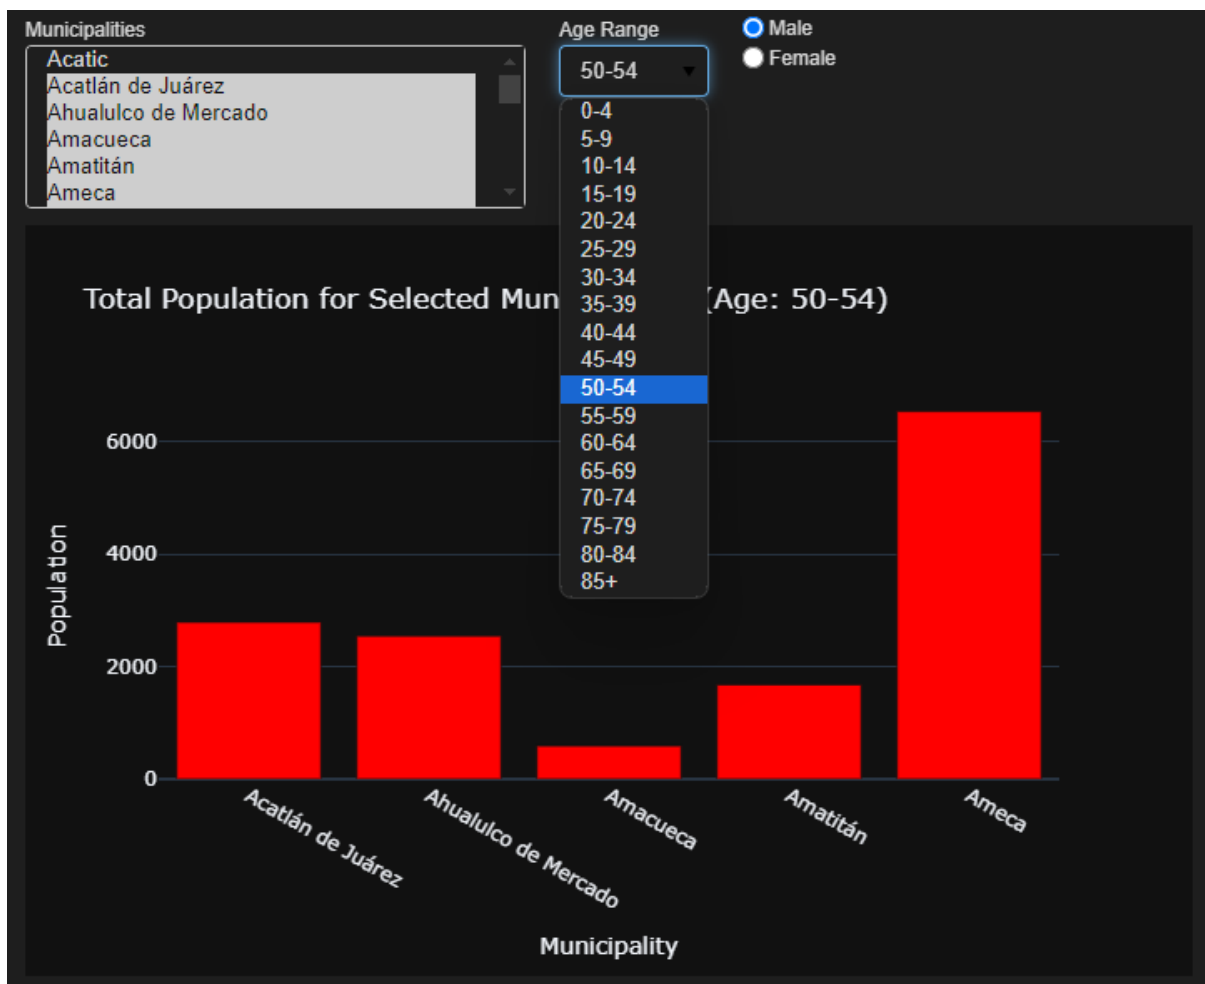 Municipalities
Acatic
Acatlán de Juárez
Ahualulco de Mercado
Amacueca
Amatitán
Ameca
Age Range
50-54
0-4
5-9
10-14
15-19
20-24
25-29
30-34
35-39
40-44
45-49
50-54
55-59
60-64
65-69
70-74
75-79
80-84
85+
Male
Female
Total Population for Selected Mun (Age: 50-54)
Population
6000
4000
2000
0
Acatlán de Juárez
Ahualulco de Mercado
Amacueca
Amatitán
Ameca
Municipality